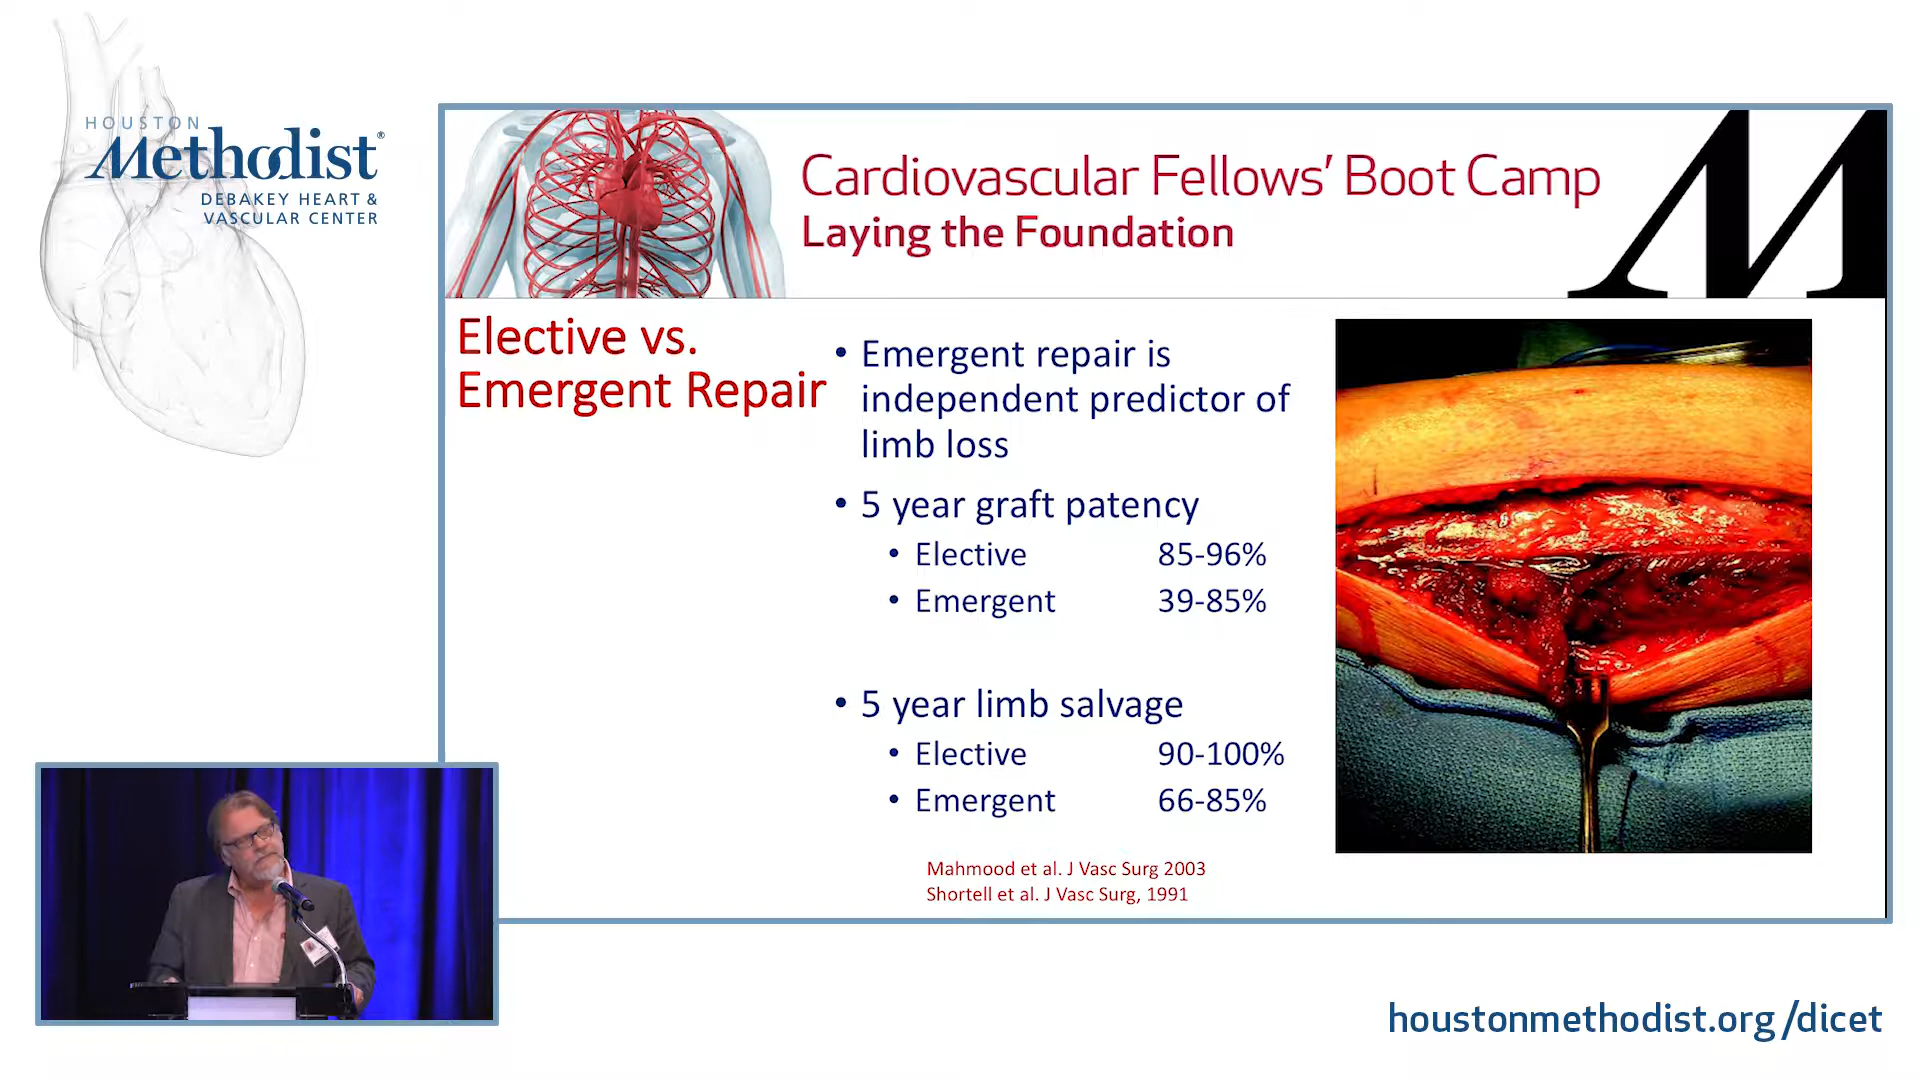 HOUSTON
Methodist®
DEBAKEY HEART &
VASCULAR CENTER
Cardiovascular Fellows' Boot Camp
Laying the Foundation
M
Elective vs.
Emergent Repair
• Emergent repair is
independent predictor of
limb loss
• 5 year graft patency
• Elective 85-96%
• Emergent 39-85%
• 5 year limb salvage
• Elective 90-100%
• Emergent 66-85%
Mahmood et al. J Vasc Surg 2003
Shortell et al. J Vasc Surg, 1991
houstonmethodist.org/dicet